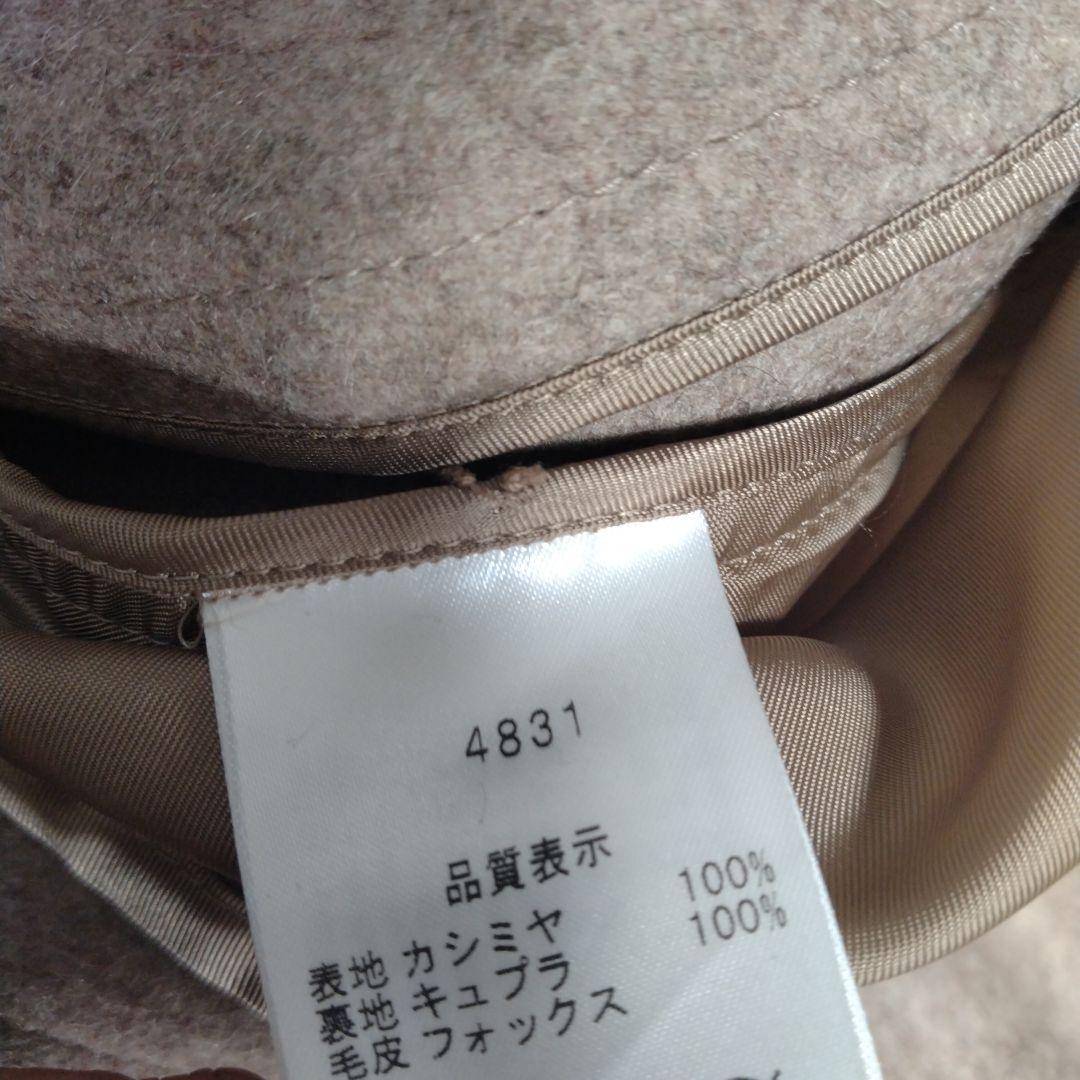 4831
品質表示
表地 カシミヤ 100%
裏地 キュプラ 100%
毛皮 フォックス